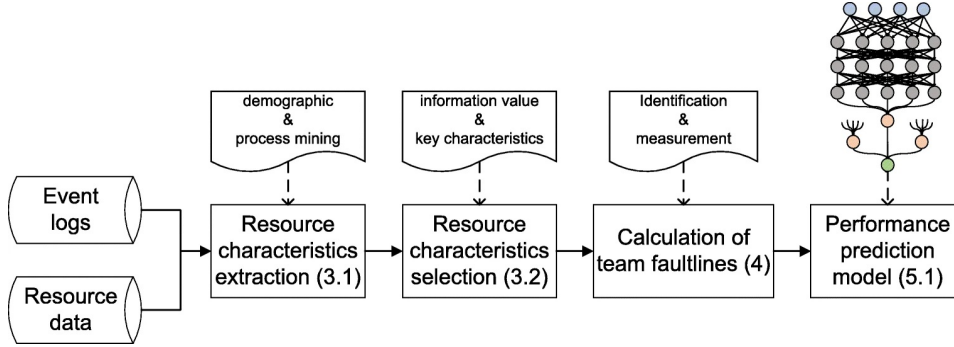 demographic
&
process mining
information value
&
key characteristics
Identification
&
measurement
Event
logs
Resource
data
Resource
characteristics
extraction (3.1)
Resource
characteristics
selection (3.2)
Calculation of
team faultlines (4)
Performance
prediction
model (5.1)